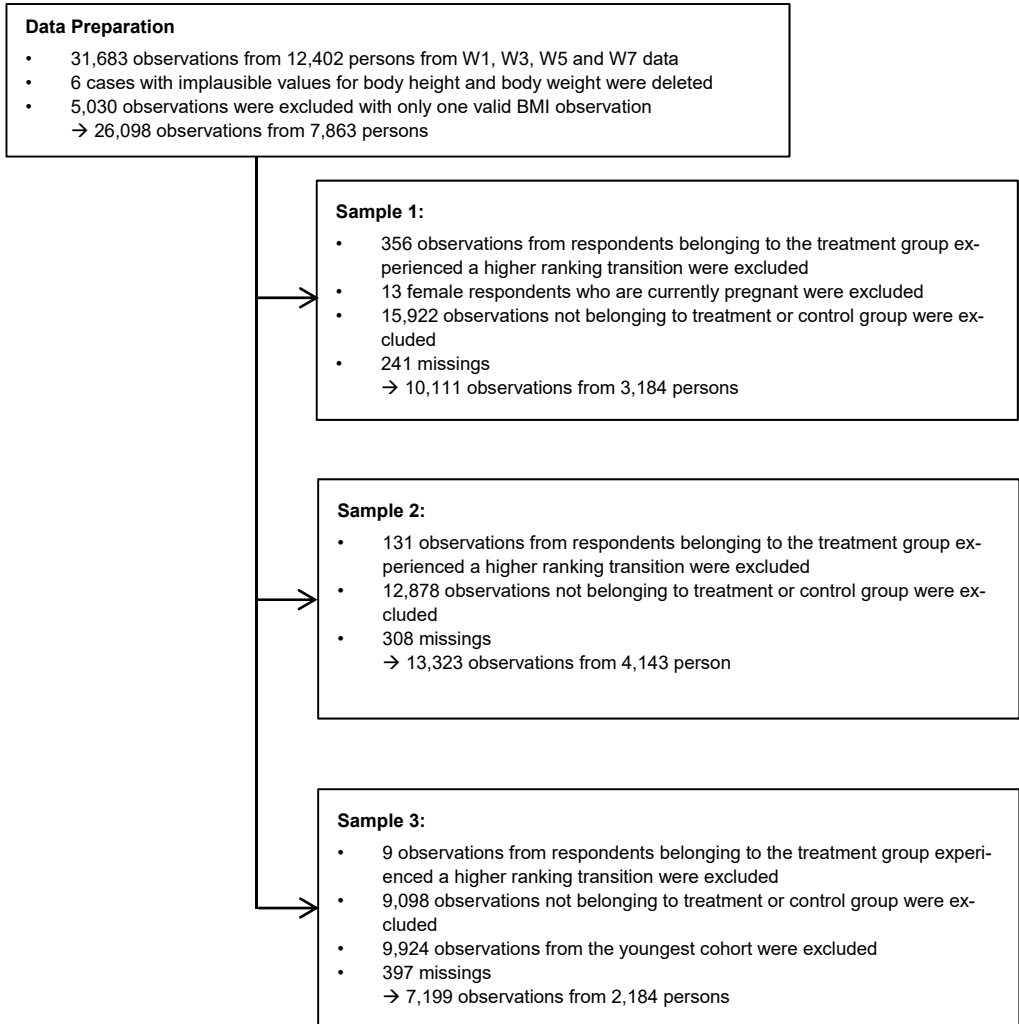 Data Preparation
• 31,683 observations from 12,402 persons from W1, W3, W5 and W7 data
• 6 cases with implausible values for body height and body weight were deleted
• 5,030 observations were excluded with only one valid BMI observation
→ 26,098 observations from 7,863 persons
Sample 1:
• 356 observations from respondents belonging to the treatment group ex-
perienced a higher ranking transition were excluded
• 13 female respondents who are currently pregnant were excluded
• 15,922 observations not belonging to treatment or control group were ex-
cluded
• 241 missings
→ 10,111 observations from 3,184 persons
Sample 2:
• 131 observations from respondents belonging to the treatment group ex-
perienced a higher ranking transition were excluded
• 12,878 observations not belonging to treatment or control group were ex-
cluded
• 308 missings
→ 13,323 observations from 4,143 person
Sample 3:
• 9 observations from respondents belonging to the treatment group experi-
enced a higher ranking transition were excluded
• 9,098 observations not belonging to treatment or control group were ex-
cluded
• 9,924 observations from the youngest cohort were excluded
• 397 missings
→ 7,199 observations from 2,184 persons